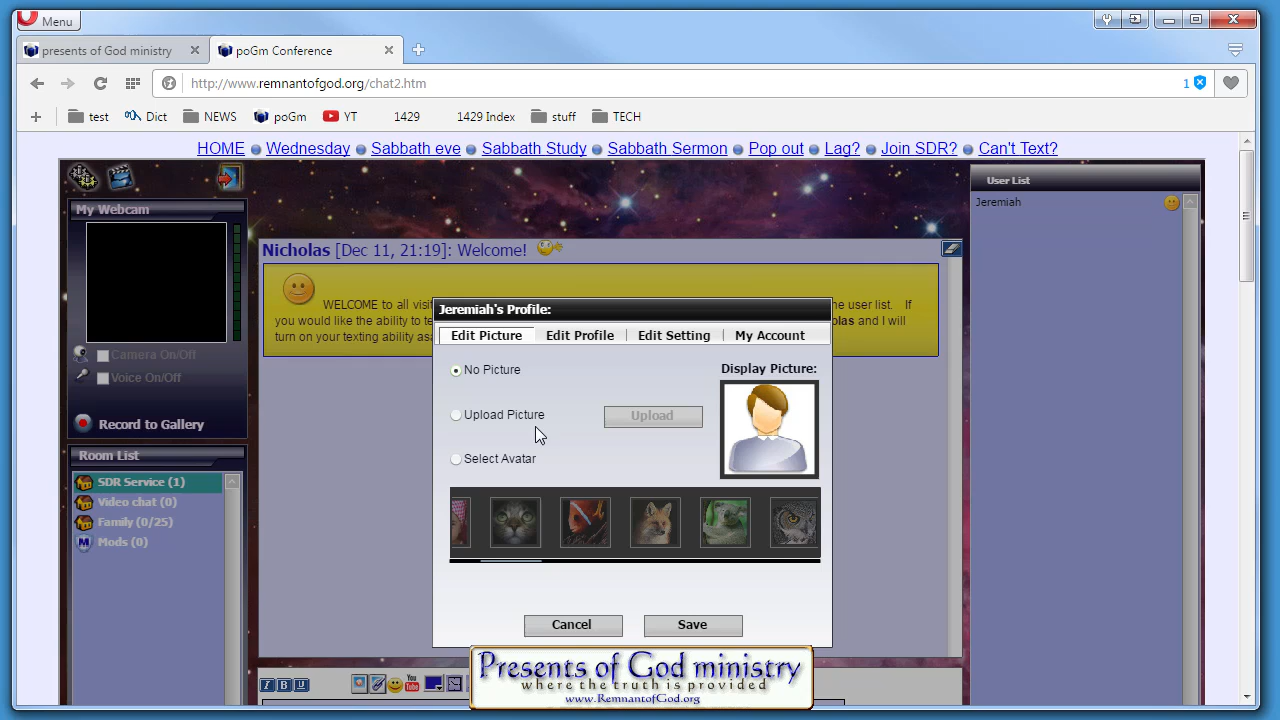 Menu
presents of God ministry
poGm Conference
http://www.remnantofgod.org/chat2.htm
1
test
Dict
NEWS
poGm
YT
1429
1429 Index
stuff
TECH
HOME Wednesday Sabbath eve Sabbath Study Sabbath Sermon Pop out Lag? Join SDR? Can't Text?
My Webcam
User List
Jeremiah
Nicholas [Dec 11, 21:19]: Welcome!
WELCOME to all visi
he user list. If
you would like the ability to te
olas and I will
turn on your texting ability as
Camera On/Off
Voice On/Off
Record to Gallery
Room List
SDR Service (1)
Video chat (0)
Family (0/25)
Mods (0)
M
Jeremiah's Profile:
Edit Picture
Edit Profile
Edit Setting
My Account
No Picture
Display Picture:
Upload Picture
Upload
Select Avatar
Cancel
Save
I B U
You
Tube
Presents of God ministry
where the truth is provided
www.RemnantofGod.org